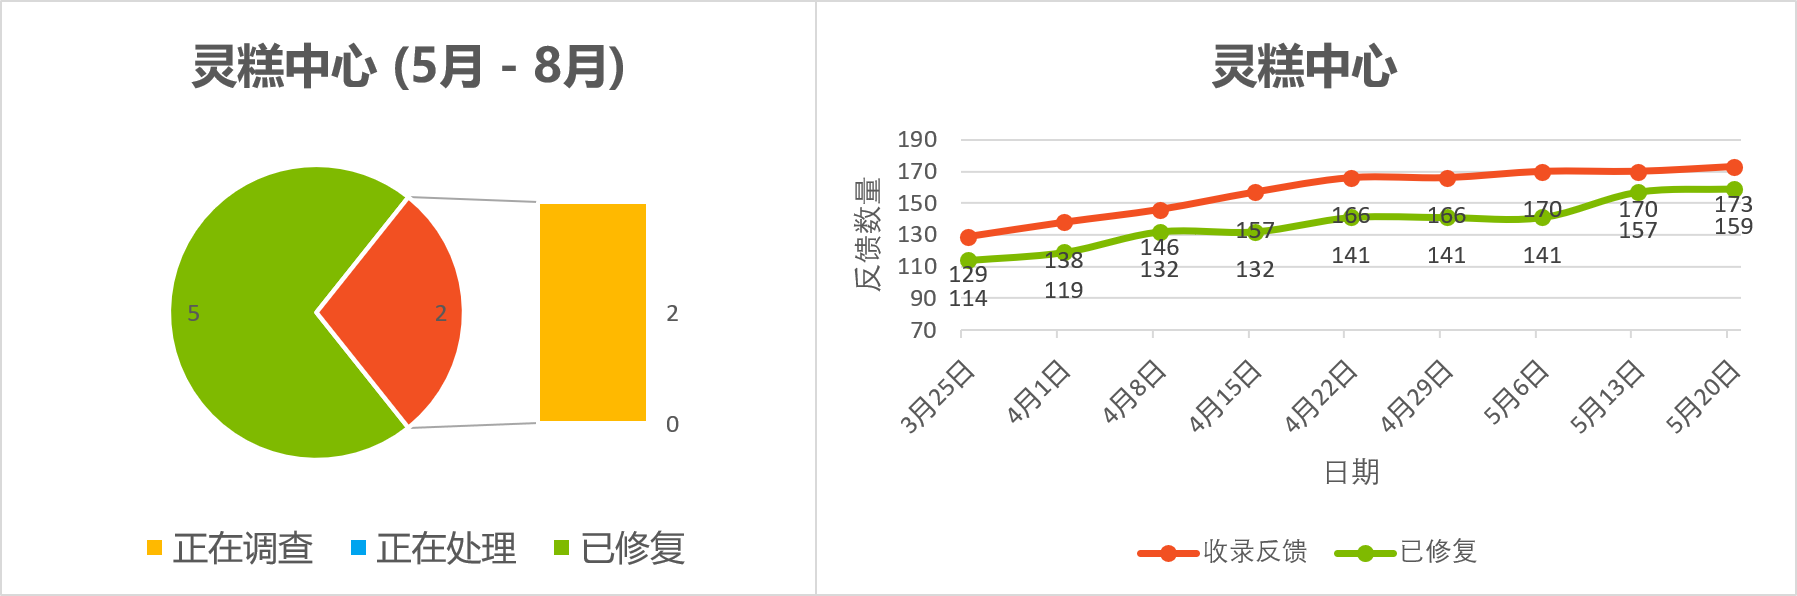 灵糕中心 (5月 - 8月)
5
2
2
0
正在调查 正在处理 已修复
灵糕中心
反馈数量
190
170
150
130
110
90
70
129 138 146 157 166 166 170 170 173
114 119 132 132 141 141 141 157 159
3月25日 4月1日 4月8日 4月15日 4月22日 4月29日 5月6日 5月13日 5月20日
日期
收录反馈 已修复